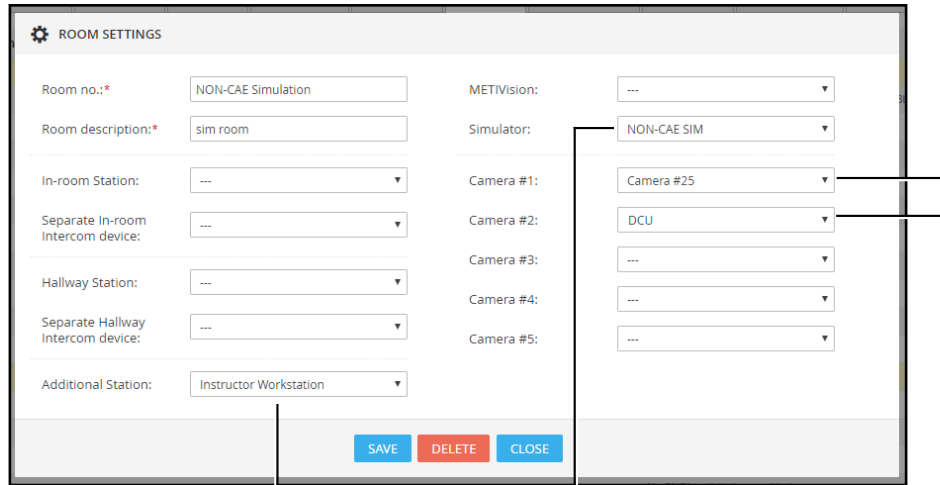 ROOM SETTINGS
Room no.:*
NON-CAE Simulation
Room description:*
sim room
In-room Station:
---
Separate In-room
Intercom device:
---
Hallway Station:
---
Separate Hallway
Intercom device:
---
Additional Station:
Instructor Workstation
METIVision:
---
Simulator:
NON-CAE SIM
Camera #1:
Camera #25
Camera #2:
DCU
Camera #3:
---
Camera #4:
---
Camera #5:
---
SAVE
DELETE
CLOSE